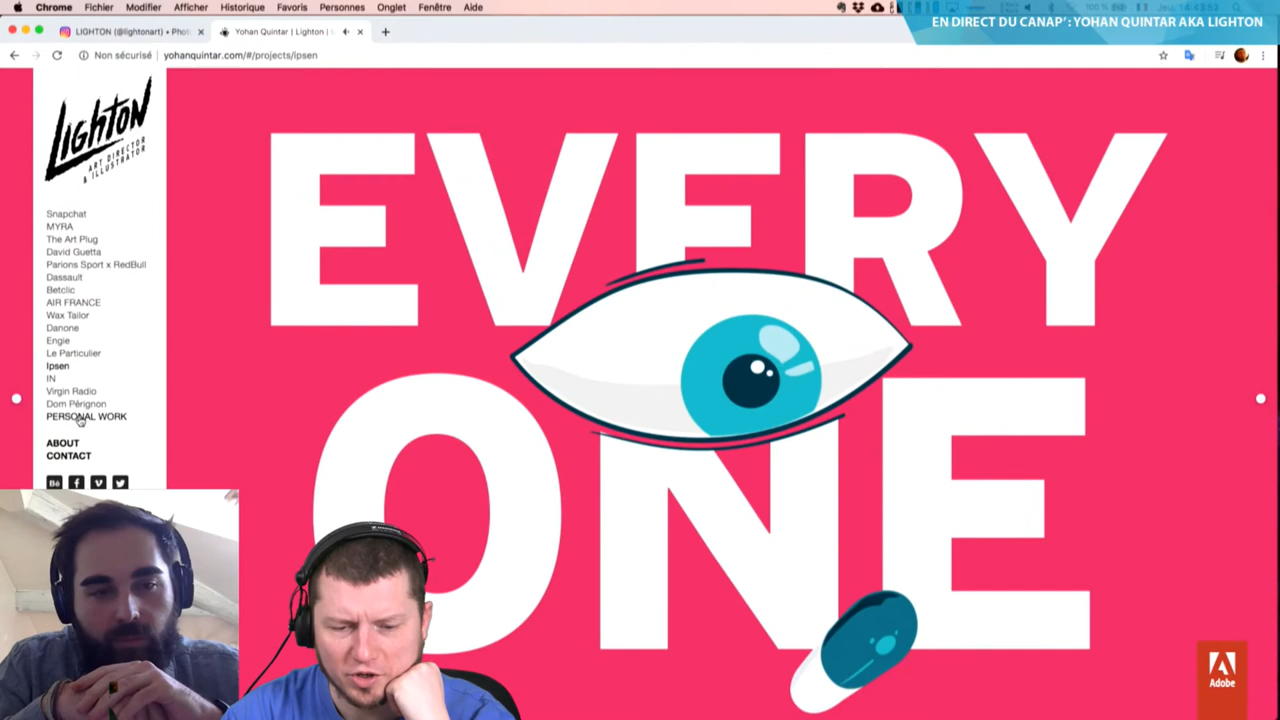 Chrome Fichier Modifier Afficher Historique Favoris Personnes Onglet Fenêtre Aide
EN DIRECT DU CANAP' : YOHAN QUINTAR AKA LIGHTON
LIGHTON (@lightonart) • Phot
Yohan Quintar | Lighton |
Non sécurisé yohanquintar.com/#/projects/ipsen
LIGHTON
ART DIRECTOR
& ILLUSTRATOR
Snapchat
MYRA
The Art Plug
David Guetta
Parions Sport x RedBull
Dassault
Betclic
AIR FRANCE
Wax Tailor
Danone
Engie
Le Particulier
Ipsen
IN
Virgin Radio
Dom Pérignon
PERSONAL WORK
ABOUT
CONTACT
EVERY
ONE
Adobe